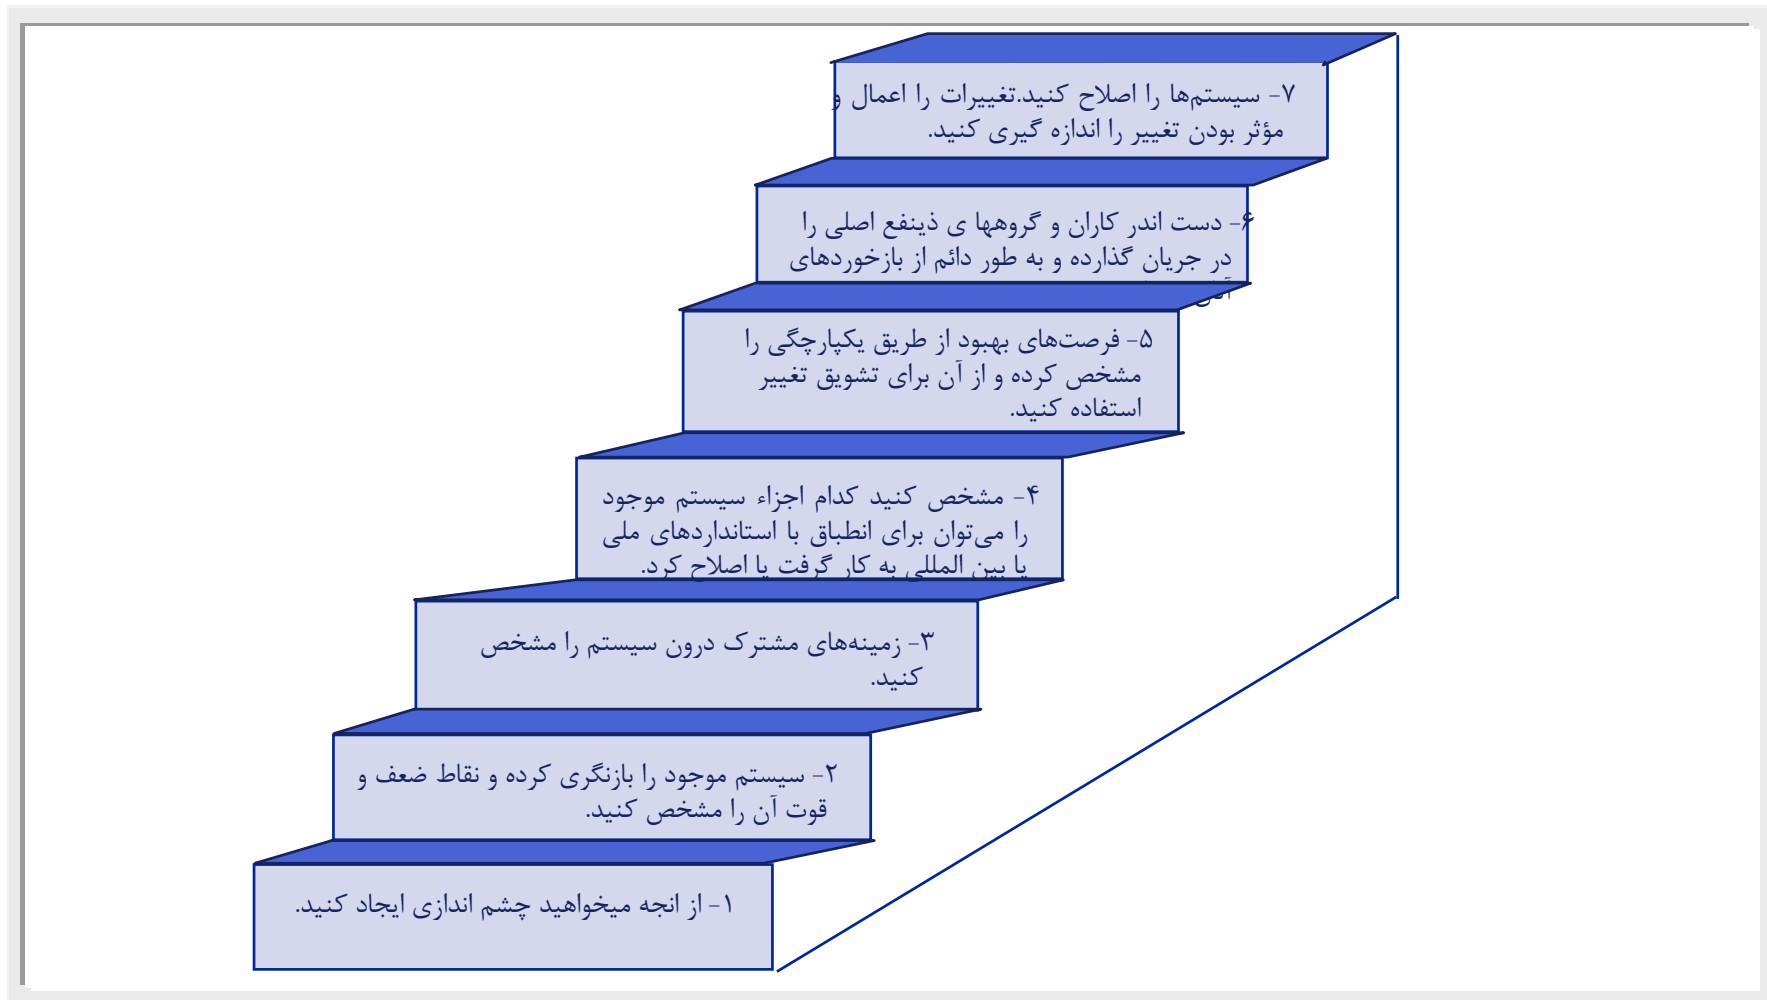 ۷- سیستم‌ها را اصلاح کنید.تغییرات را اعمال و
مؤثر بودن تغییر را اندازه گیری کنید.
۶- دست اندر کاران و گروهها ی ذینفع اصلی را
در جریان گذارده و به طور دائم از بازخوردهای
۵- فرصت‌های بهبود از طریق یکپارچگی را
مشخص کرده و از آن برای تشویق تغییر
استفاده کنید.
۴- مشخص کنید کدام اجزاء سیستم موجود
را می‌توان برای انطباق با استانداردهای ملی
یا بین المللی به کار گرفت یا اصلاح کرد.
۳- زمینه‌های مشترک درون سیستم را مشخص
کنید.
۲- سیستم موجود را بازنگری کرده و نقاط ضعف و
قوت آن را مشخص کنید.
۱- از انجه میخواهید چشم اندازی ایجاد کنید.